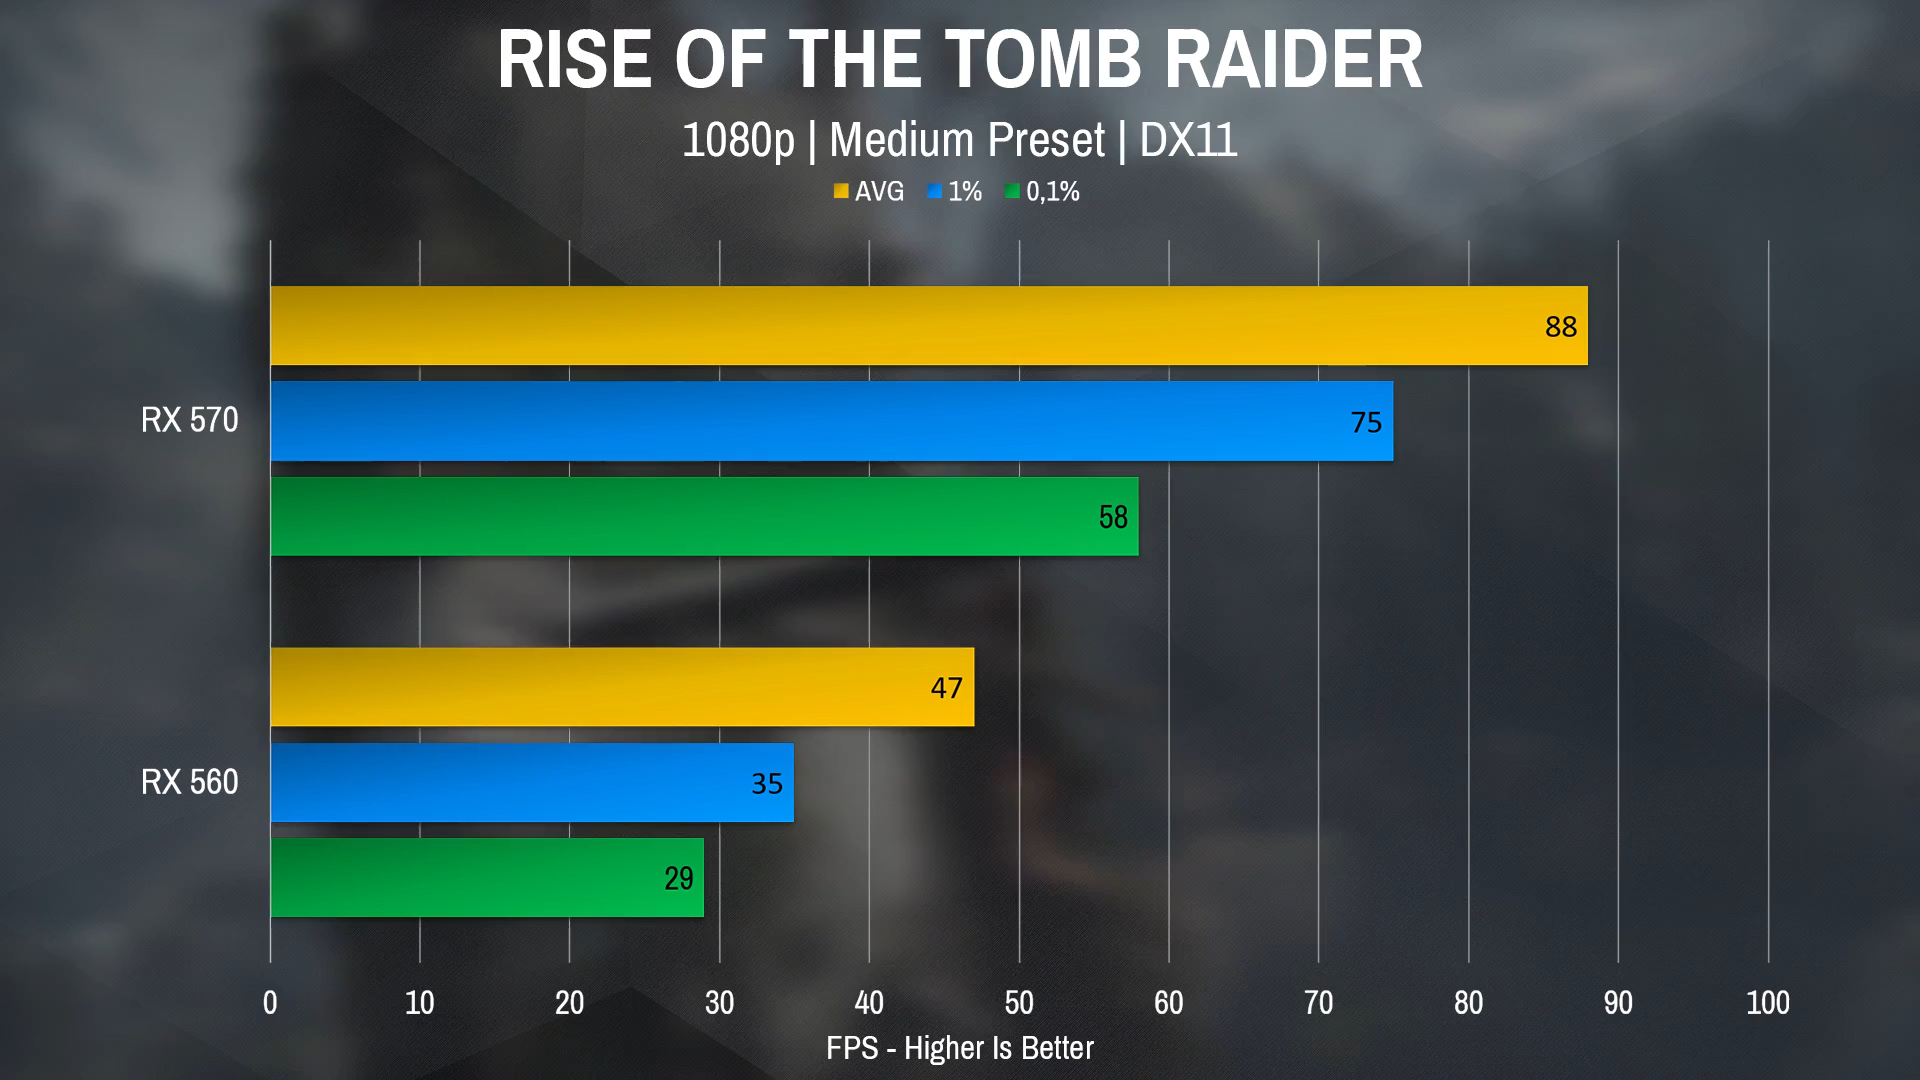 RISE OF THE TOMB RAIDER
1080p | Medium Preset | DX11
AVG 1% 0,1%
88
RX 570
75
58
47
RX 560
35
29
0 10 20 30 40 50 60 70 80 90 100
FPS - Higher Is Better